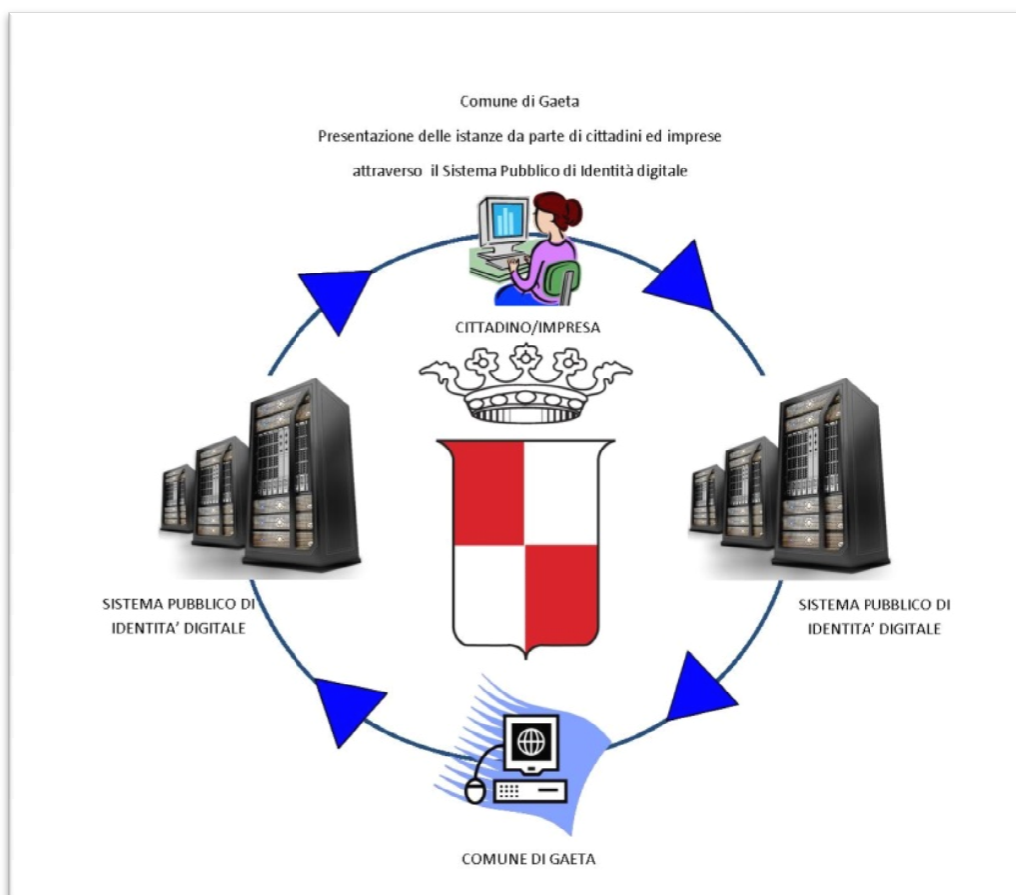 Comune di Gaeta
Presentazione delle istanze da parte di cittadini ed imprese
attraverso il Sistema Pubblico di Identità digitale
CITTADINO/IMPRESA
SISTEMA PUBBLICO DI
IDENTITA’ DIGITALE
SISTEMA PUBBLICO DI
IDENTITA’ DIGITALE
COMUNE DI GAETA